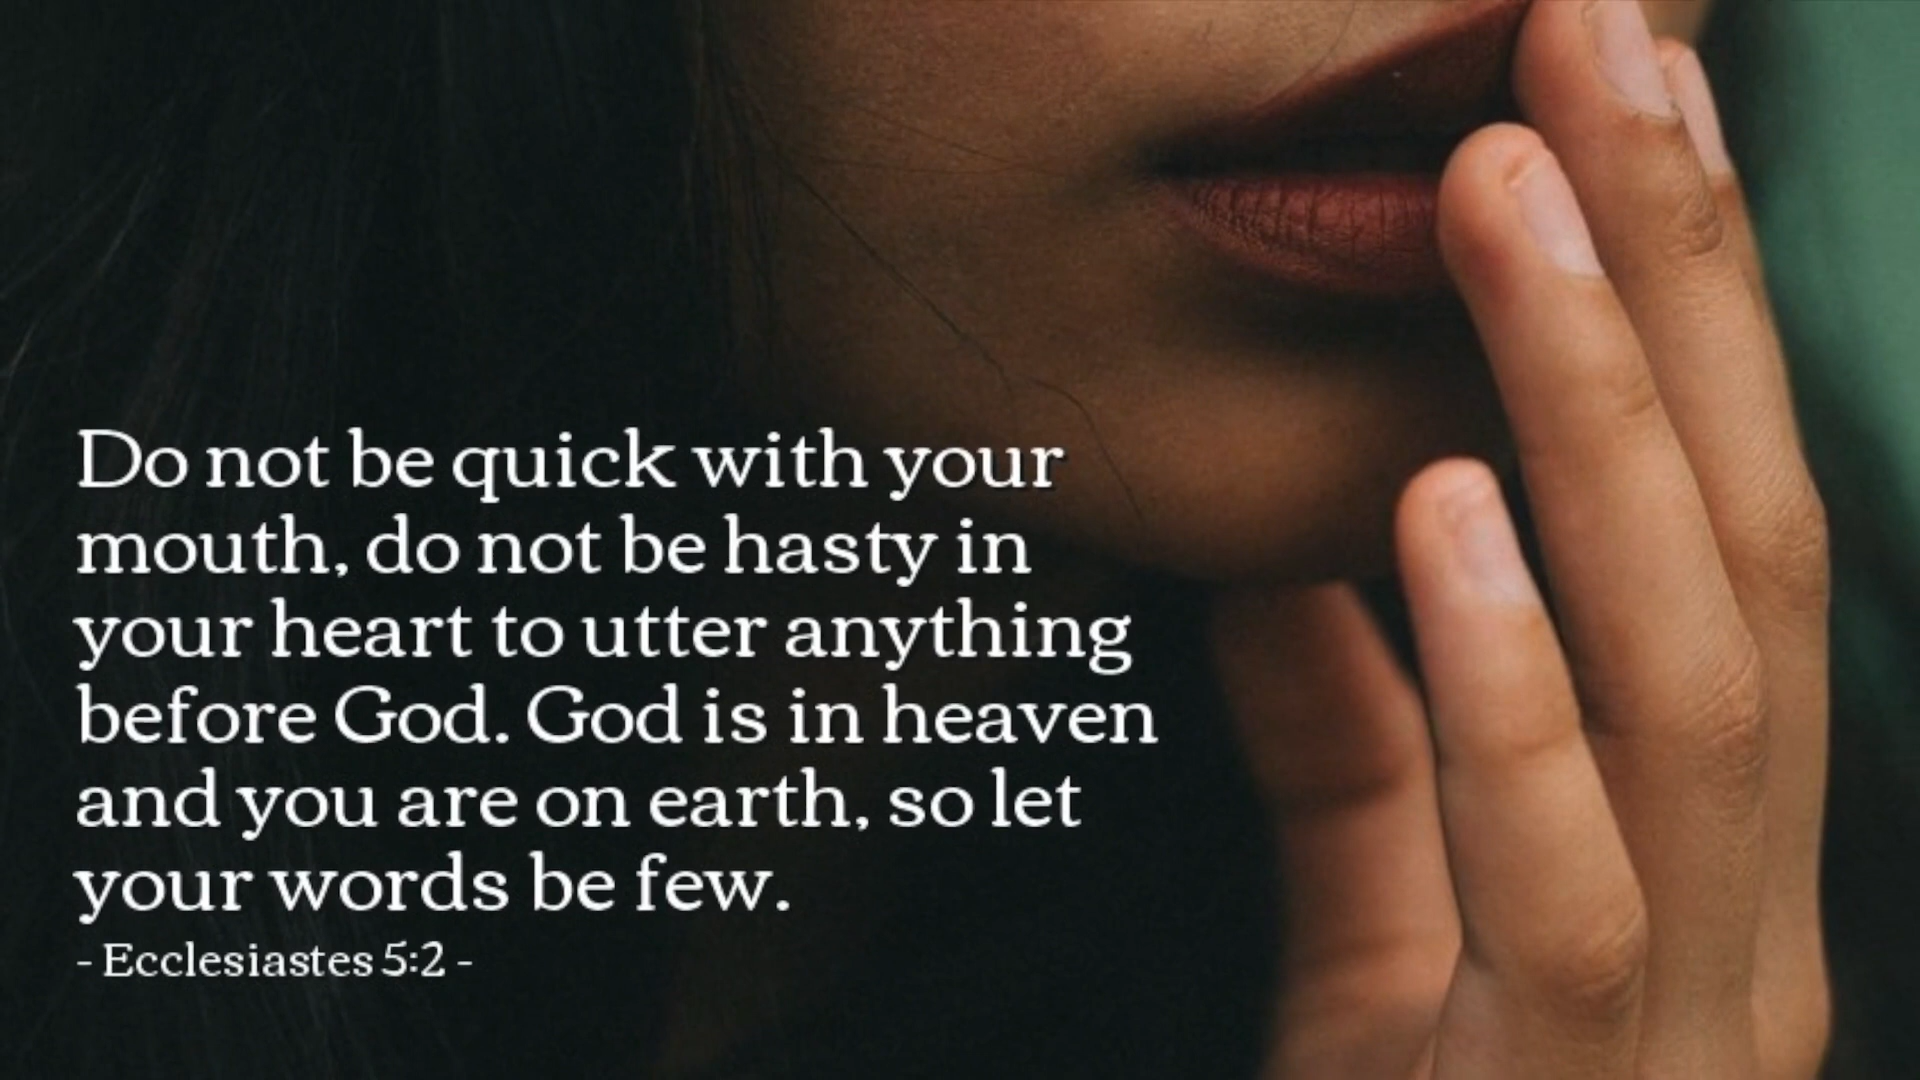 Do not be quick with your
mouth, do not be hasty in
your heart to utter anything
before God. God is in heaven
and you are on earth, so let
your words be few.
- Ecclesiastes 5:2 -